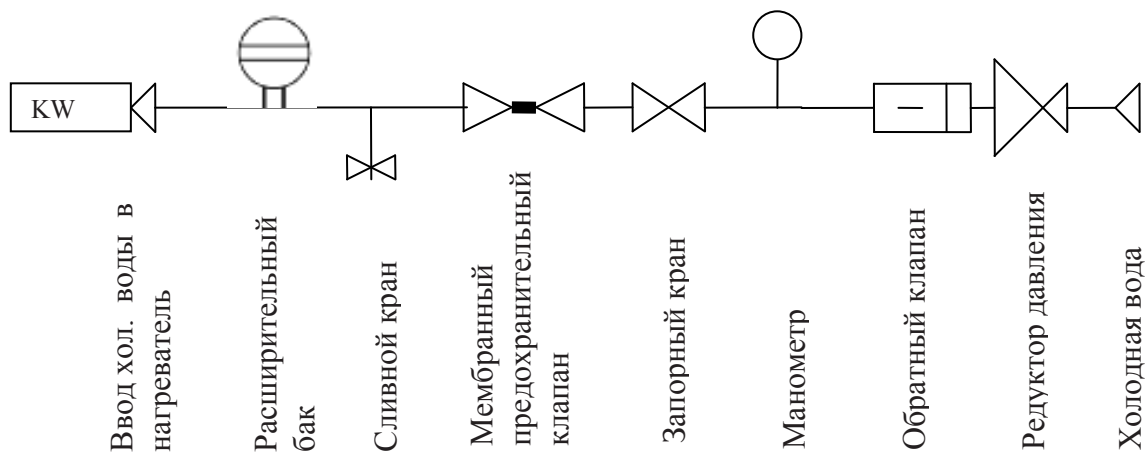 KW
Ввод хол. воды в
нагреватель
Расширительный
бак
Сливной кран
Мембранный
предохранительный
клапан
Запорный кран
Манометр
Обратный клапан
Редуктор давления
Холодная вода